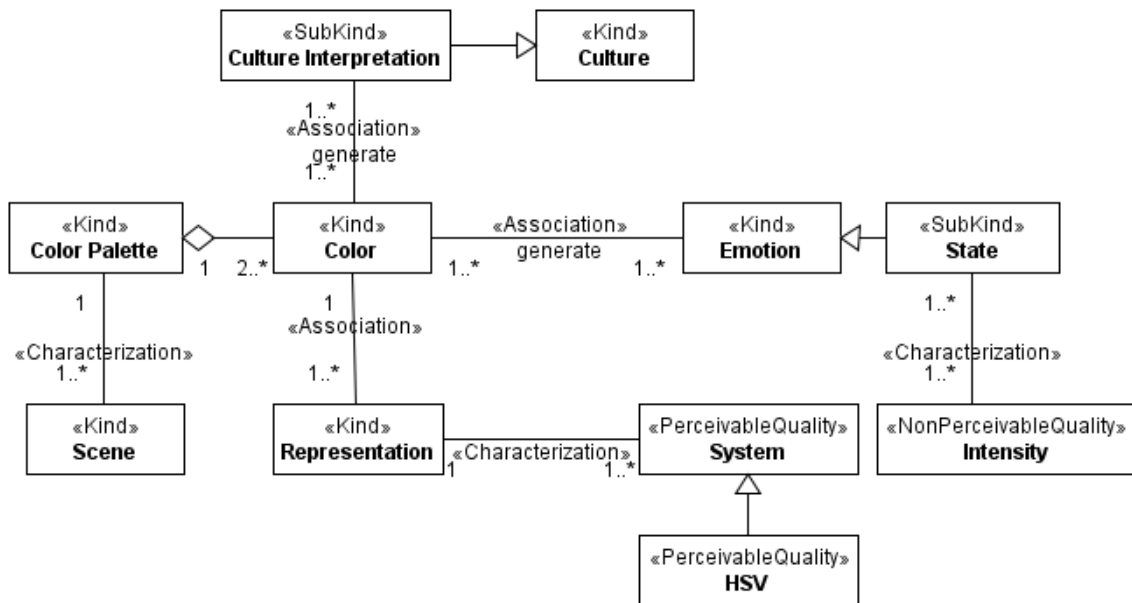 «SubKind»
Culture Interpretation
«Kind»
Culture
1..*
«Association»
generate
1..*
«Kind»
Color Palette
1
2..*
«Kind»
Color
«Association»
generate
1..*
1..*
«Kind»
Emotion
«SubKind»
State
1
«Characterization»
1..*
1
«Association»
1..*
1..*
«Characterization»
1..*
«Kind»
Scene
«Kind»
Representation
«Characterization»
1
1..*
«PerceivableQuality»
System
«NonPerceivableQuality»
Intensity
«PerceivableQuality»
HSV